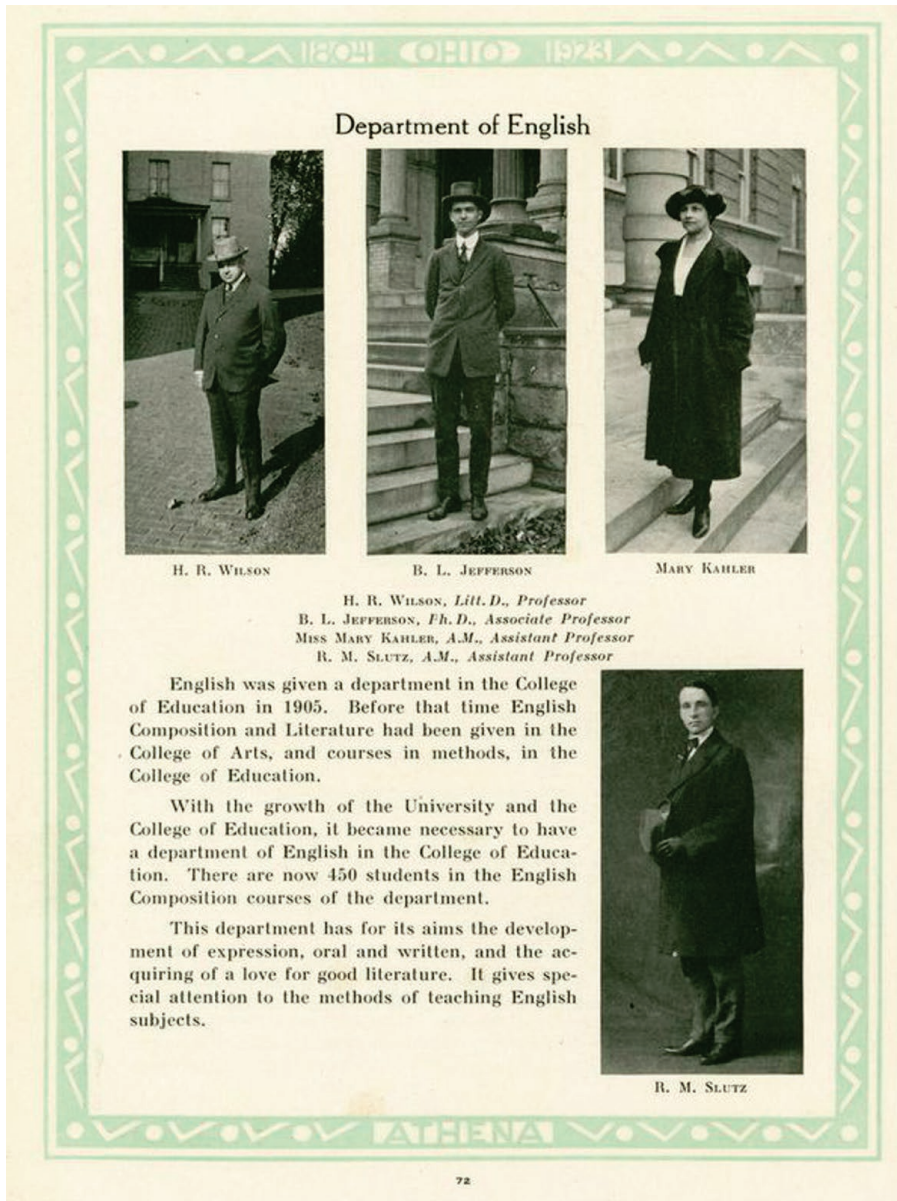 1804 OHIO 1923
Department of English
H. R. Wilson
B. L. Jefferson
Mary Kahler
H. R. Wilson, Litt. D., Professor
B. L. Jefferson, Ph. D., Associate Professor
Miss Mary Kahler, A.M., Assistant Professor
R. M. Slutz, A.M., Assistant Professor
English was given a department in the College
of Education in 1905. Before that time English
Composition and Literature had been given in the
College of Arts, and courses in methods, in the
College of Education.
With the growth of the University and the
College of Education, it became necessary to have
a department of English in the College of Educa-
tion. There are now 450 students in the English
Composition courses of the department.
This department has for its aims the develop-
ment of expression, oral and written, and the ac-
quiring of a love for good literature. It gives spe-
cial attention to the methods of teaching English
subjects.
R. M. Slutz
ATHENA
72